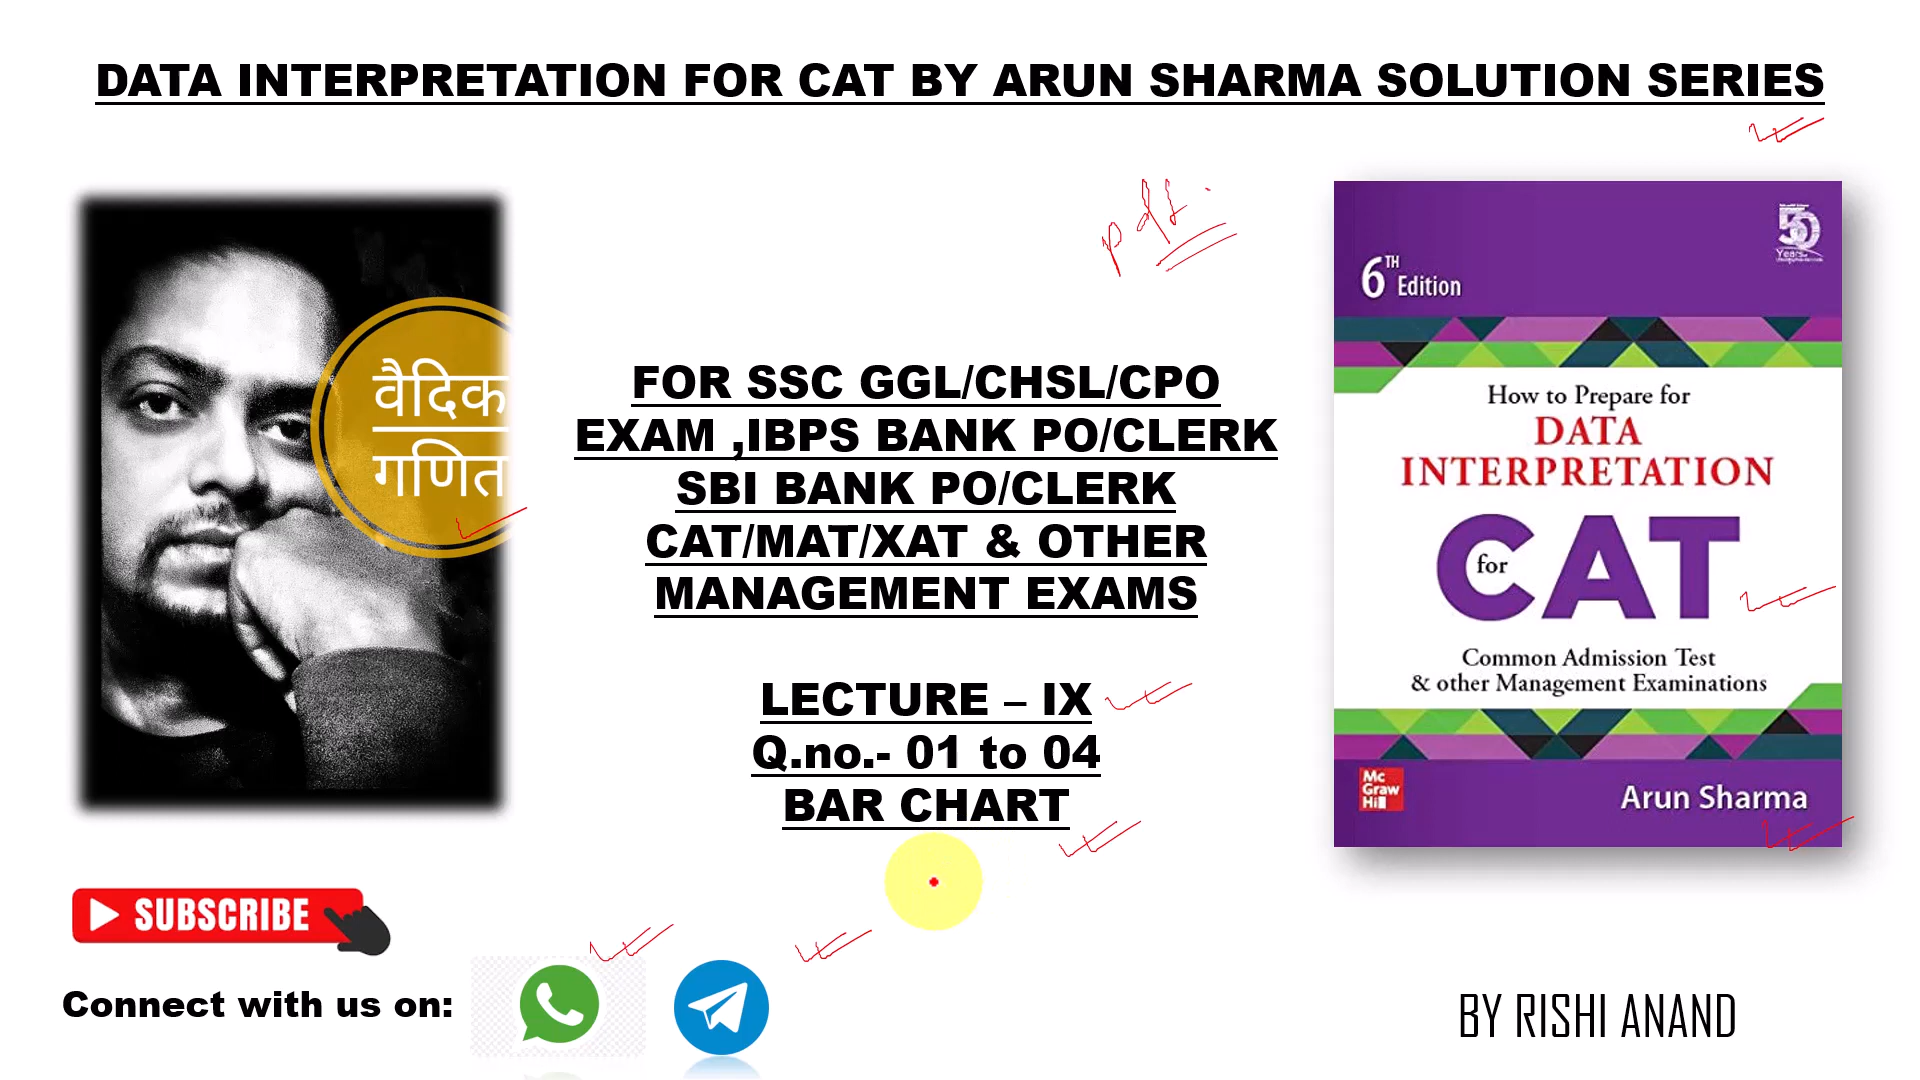 DATA INTERPRETATION FOR CAT BY ARUN SHARMA SOLUTION SERIES
pdf.
वैदिक
गणित
FOR SSC GGL/CHSL/CPO
EXAM ,IBPS BANK PO/CLERK
SBI BANK PO/CLERK
CAT/MAT/XAT & OTHER
MANAGEMENT EXAMS
LECTURE – IX
Q.no.- 01 to 04
BAR CHART
50
Years
6TH Edition
How to Prepare for
DATA
INTERPRETATION
for
CAT
Common Admission Test
& other Management Examinations
Mc
Graw
Hill
Arun Sharma
SUBSCRIBE
Connect with us on:
BY RISHI ANAND